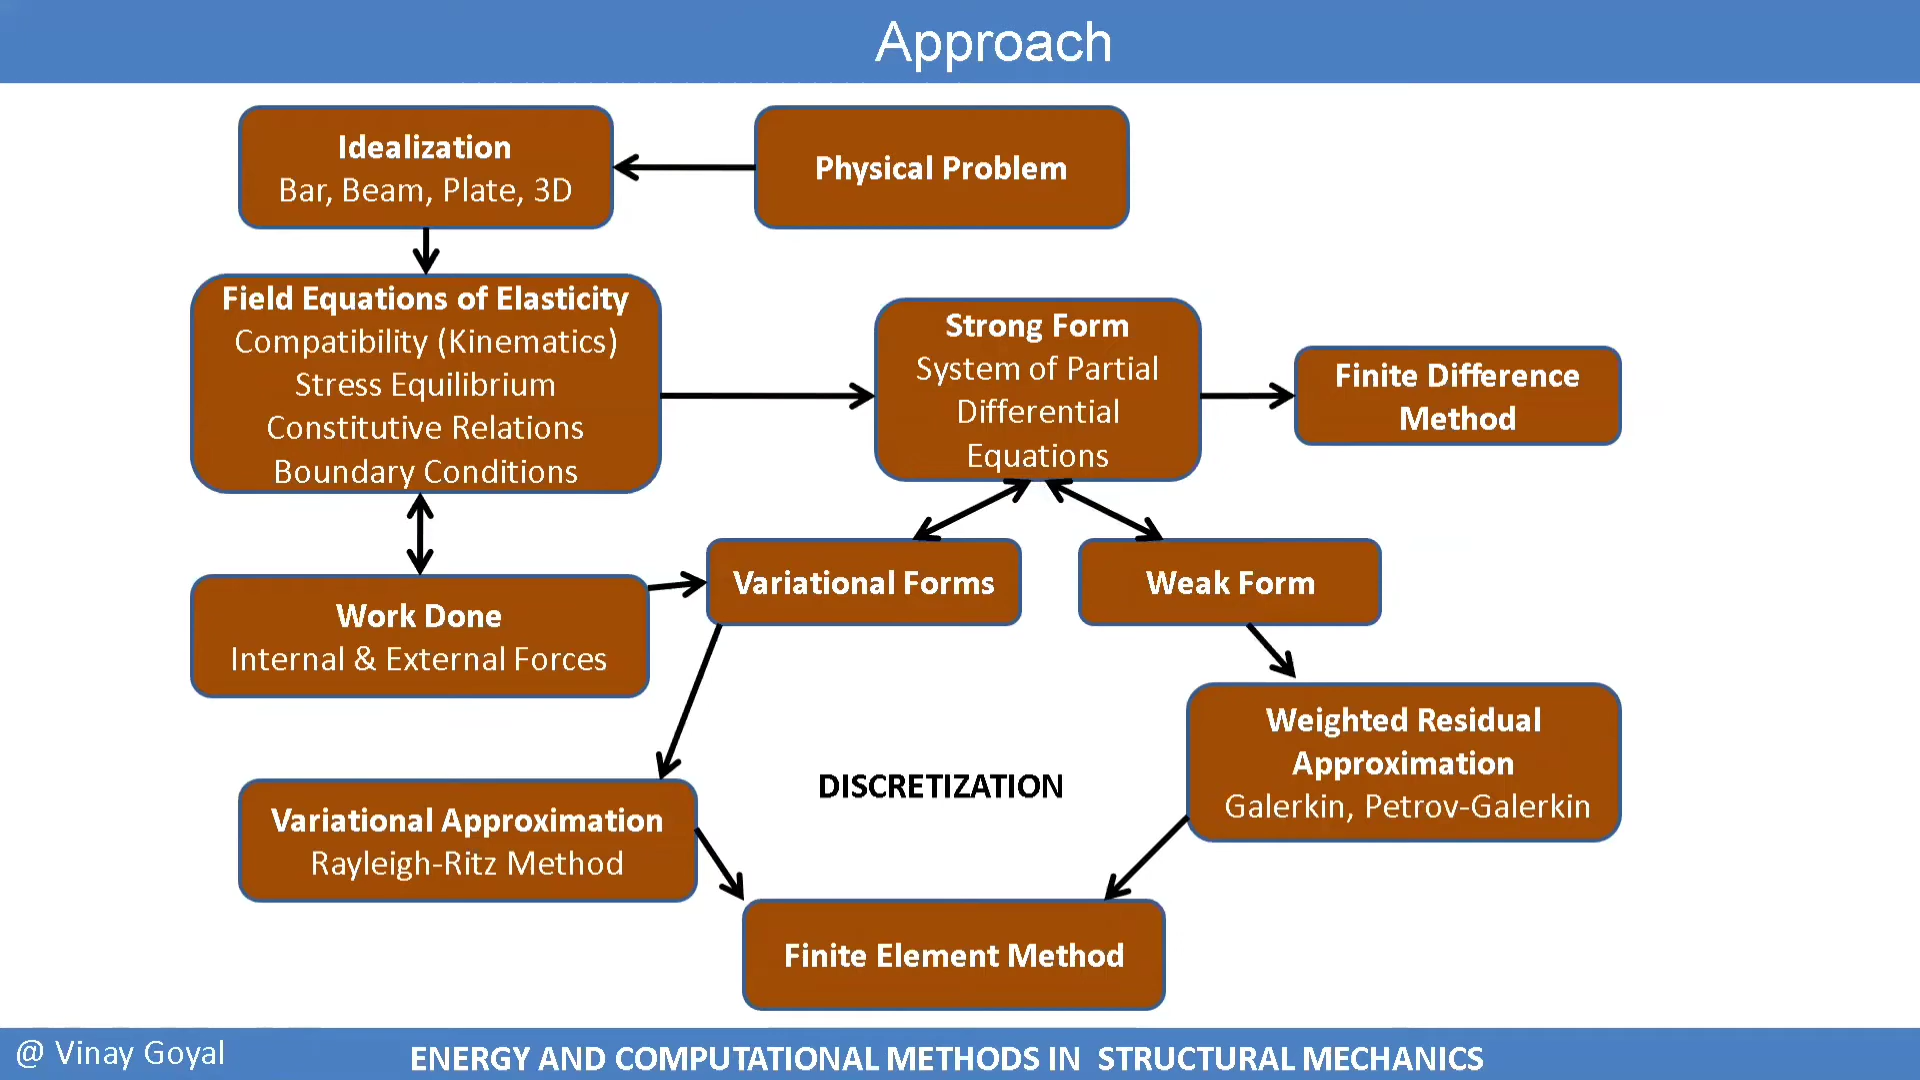 Approach
Idealization
Bar, Beam, Plate, 3D
Physical Problem
Field Equations of Elasticity
Compatibility (Kinematics)
Stress Equilibrium
Constitutive Relations
Boundary Conditions
Strong Form
System of Partial
Differential
Equations
Finite Difference
Method
Work Done
Internal & External Forces
Variational Forms
Weak Form
Weighted Residual
Approximation
Galerkin, Petrov-Galerkin
DISCRETIZATION
Variational Approximation
Rayleigh-Ritz Method
Finite Element Method
@ Vinay Goyal
ENERGY AND COMPUTATIONAL METHODS IN STRUCTURAL MECHANICS